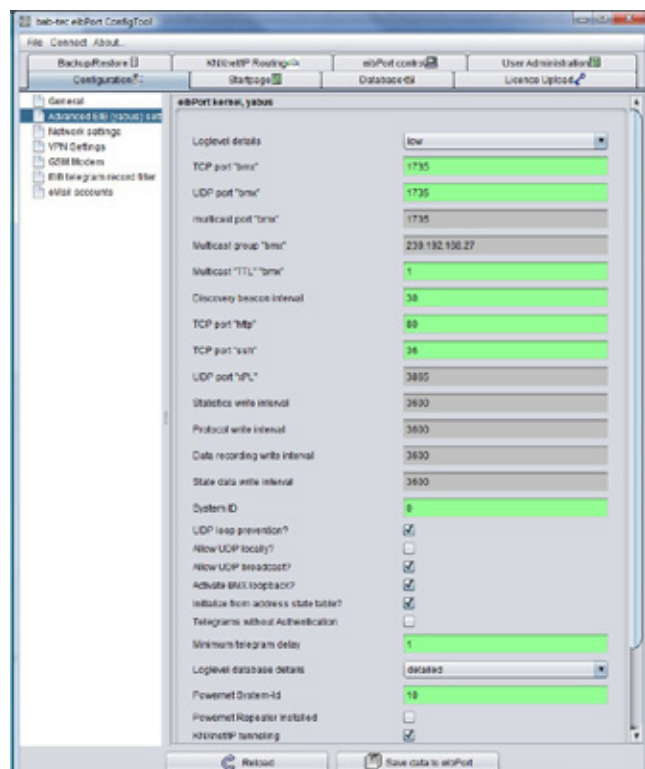 bab-tec eibPort ConfigTool
File Connect About..
Backup/Restore KNXnet/IP Routing eibPort control User Administration
Configuration Startpage Database Licence Upload
General
Advanced EIB (yabus) sett
Network settings
VPN Settings
GSM Modem
EIB telegram record filter
eMail accounts
eibPort kernel, yabus
Loglevel details low
TCP port "bmx" 1735
UDP port "bmx" 1735
multicast port "bmx" 1735
Multicast group "bmx" 239.192.168.27
Multicast "TTL" "bmx" 1
Discovery beacon interval 30
TCP port "http" 80
TCP port "ssh" 36
UDP port "xPL" 3865
Statistics write interval 3600
Protocol write interval 3600
Data recording write interval 3600
State data write interval 3600
System ID 0
UDP loop prevention?
Allow UDP locally?
Allow UDP broadcast?
Activate BMX loopback?
Initialize from address state table?
Telegrams without Authentication
Minimum telegram delay 1
Loglevel database details detailed
Powernet System-Id 10
Powernet Repeater installed
KNXnet/IP tunneling
Reload Save data to eibPort